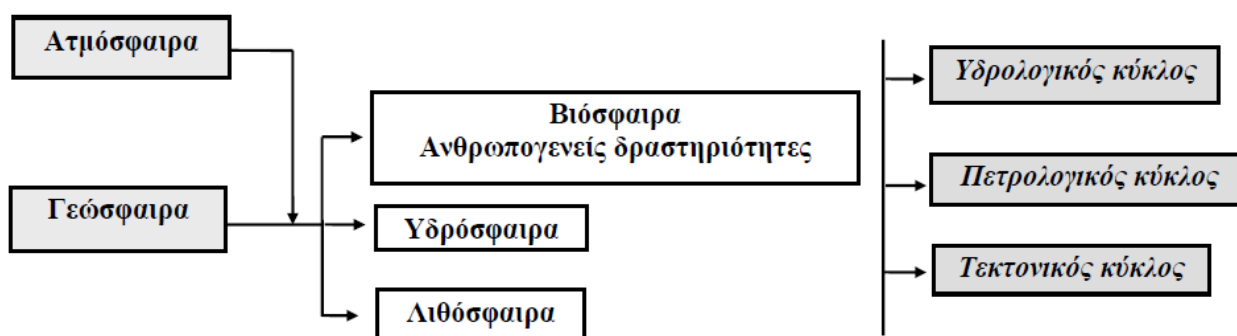 Ατμόσφαιρα
Γεώσφαιρα
Βιόσφαιρα
Ανθρωπογενείς δραστηριότητες
Υδρόσφαιρα
Λιθόσφαιρα
Υδρολογικός κύκλος
Πετρολογικός κύκλος
Τεκτονικός κύκλος